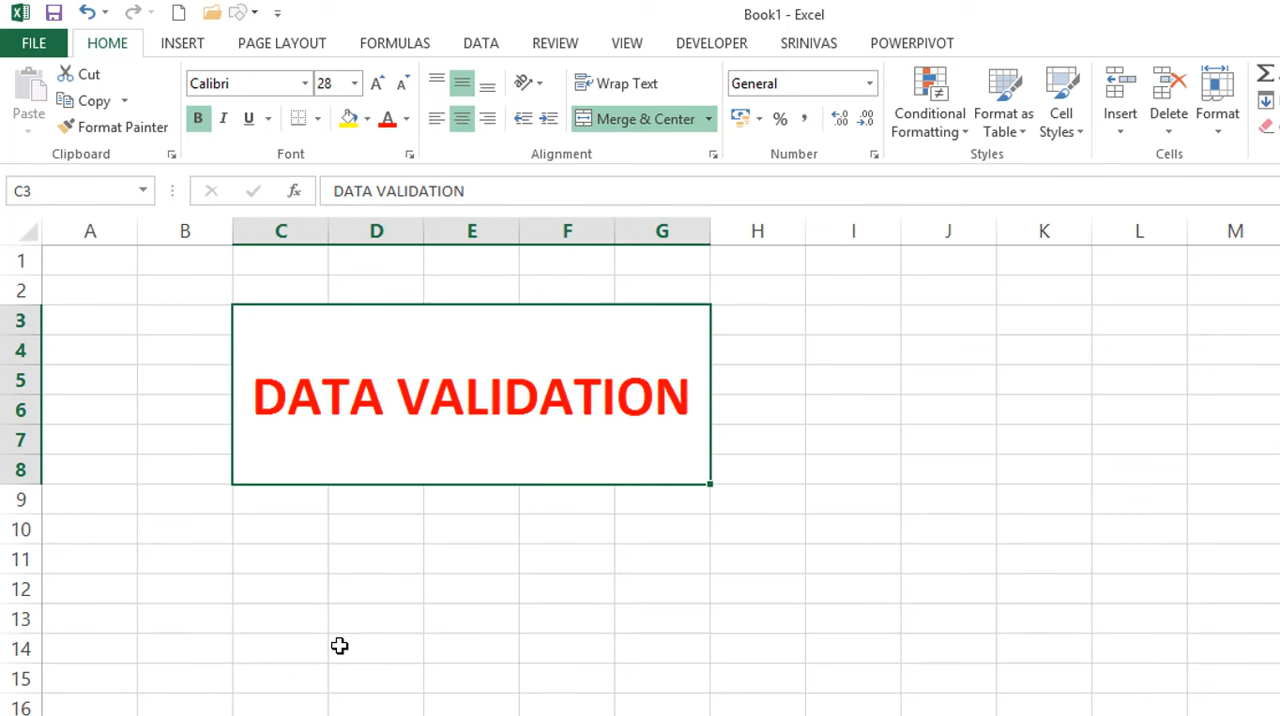 Book1 - Excel
FILE HOME INSERT PAGE LAYOUT FORMULAS DATA REVIEW VIEW DEVELOPER SRINIVAS POWERPIVOT
Paste
Cut
Copy
Format Painter
Clipboard
Calibri 28
B I U
Font
Wrap Text
Merge & Center
Alignment
General
Number
Conditional Formatting
Format as Table
Cell Styles
Styles
Insert Delete Format
Cells
C3 fx DATA VALIDATION
A B C D E F G H I J K L M
1
2
3
4
5
DATA VALIDATION
6
7
8
9
10
11
12
13
14
15
16